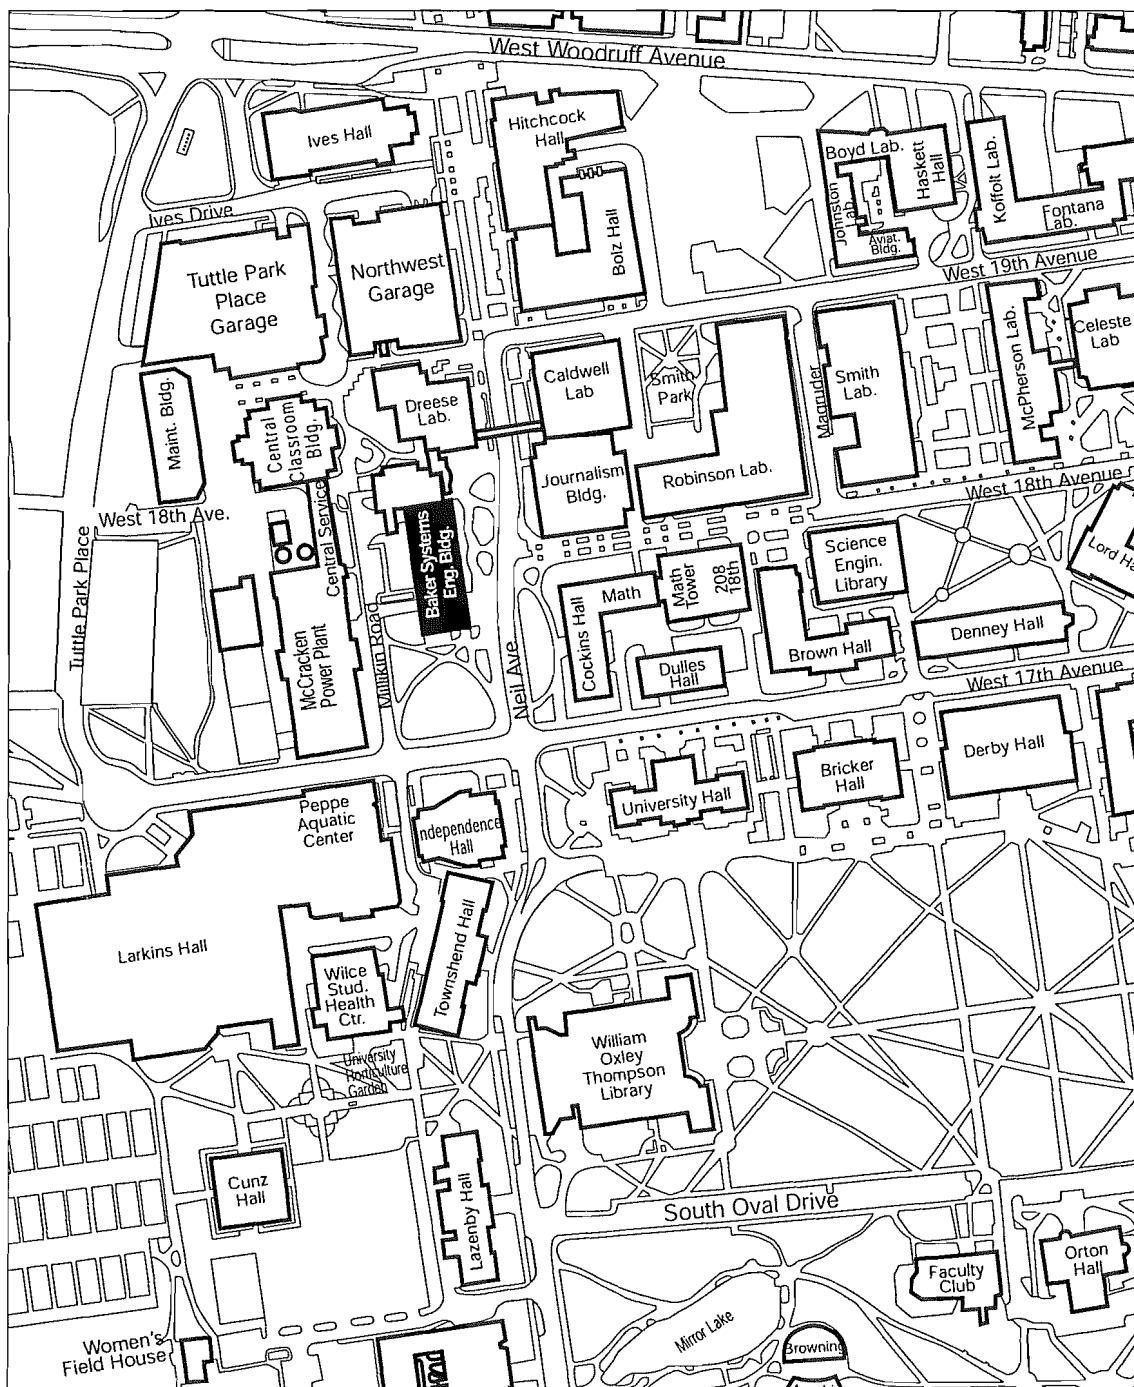 West Woodruff Avenue
Ives Hall
Hitchcock
Hall
Boyd Lab.
Haskett
Hall
Koffolt Lab.
Johnston
Lab.
Aviat.
Bldg.
Fontana
Lab.
Ives Drive
Bolz Hall
West 19th Avenue
Tuttle Park
Place
Garage
Northwest
Garage
Caldwell
Lab
Smith
Park
Magruder
Smith
Lab.
McPherson Lab.
Celeste
Lab
Maint. Bldg.
Central
Classroom
Bldg.
Dreese
Lab.
Journalism
Bldg.
Robinson Lab.
West 18th Avenue
West 18th Ave.
Central Service
Baker Systems
Eng. Bldg.
Science
Engin.
Library
Lord Ha
Tuttle Park Place
McCracken
Power Plant
Millikin Road
Neil Ave.
Cockins Hall
Math
Math
Tower
208
18th
Dulles
Hall
Brown Hall
Denney Hall
West 17th Avenue
Derby Hall
Bricker
Hall
University Hall
Peppe
Aquatic
Center
ndependence
Hall
Larkins Hall
Wilce
Stud.
Health
Ctr.
Townshend Hall
William
Oxley
Thompson
Library
University
Horticulture
Garden
Cunz
Hall
Lazenby Hall
South Oval Drive
Faculty
Club
Orton
Hall
Mirror Lake
Browning
Women's
Field House